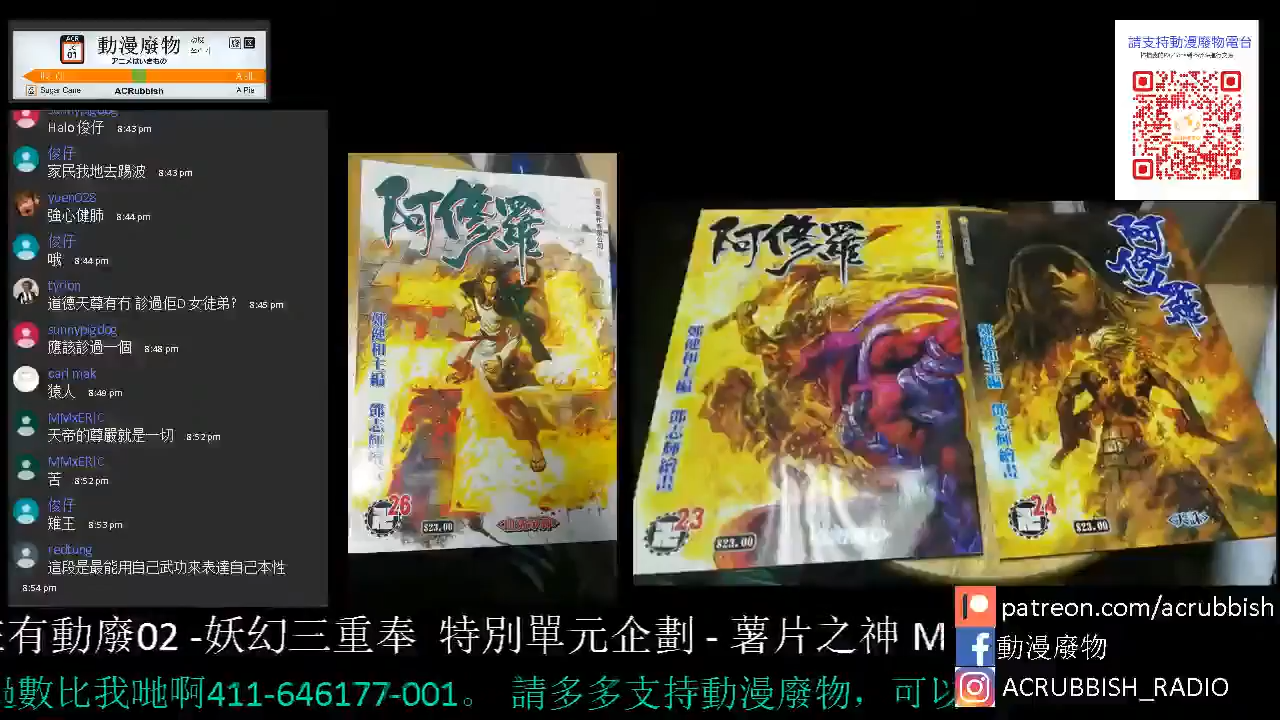 ACR
01
動漫廢物
アニメはいきもの
Sugar Cane
ACRubbish
A Pie
sunnypigdog
Halo 俊仔 8:43 pm
俊仔
家民我地去踢波 8:43 pm
yuen028
強心健肺 8:44 pm
俊仔
哦 8:44 pm
tyrion
道德天尊有冇 診過佢D 女徒弟? 8:45 pm
sunnypigdog
應該診過一個 8:48 pm
carl mak
猿人 8:49 pm
MMxERIC
天帝的尊嚴就是一切 8:52 pm
MMxERIC
苦 8:52 pm
俊仔
雄王 8:53 pm
redtung
這段是最能用自己武功來表達自己本性
8:54 pm
阿修羅
鄭健和主編 鄧志輝繪畫
26
$23.00
阿修羅
鄭健和主編 鄧志輝繪畫
23
$23.00
阿修羅
鄭健和主編 鄧志輝繪畫
24
$23.00
請支持動漫廢物電台
patreon.com/acrubbish
動漫廢物
ACRUBBISH_RADIO
有動廢02 -妖幻三重奉 特別單元企劃 - 薯片之神 M
數比我哋啊411-646177-001。 請多多支持動漫廢物，可以